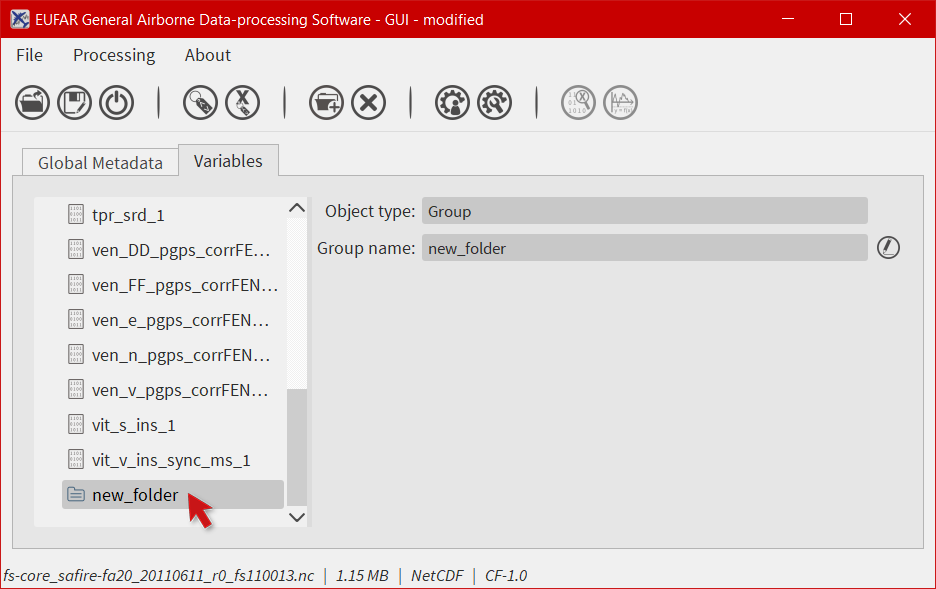 EUFAR General Airborne Data-processing Software - GUI - modified
File Processing About
Global Metadata Variables
tpr_srd_1
ven_DD_pgps_corrFE...
ven_FF_pgps_corrFEN...
ven_e_pgps_corrFEN...
ven_n_pgps_corrFEN...
ven_v_pgps_corrFEN...
vit_s_ins_1
vit_v_ins_sync_ms_1
new_folder
Object type: Group
Group name: new_folder
fs-core_safire-fa20_20110611_r0_fs110013.nc | 1.15 MB | NetCDF | CF-1.0